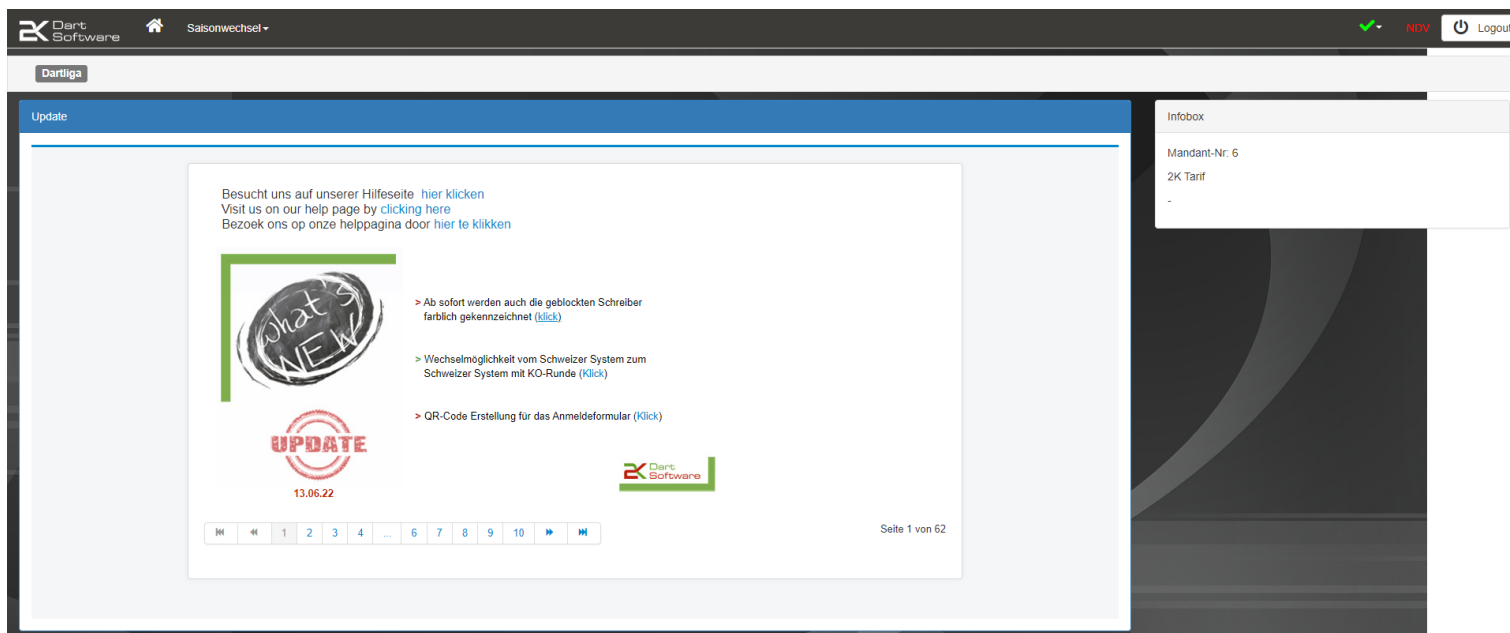 2K Dart Software
Saisonwechsel
NDV
Logout
Dartliga
Update
Infobox
Mandant-Nr: 6
2K Tarif
-
Besucht uns auf unserer Hilfeseite hier klicken
Visit us on our help page by clicking here
Bezoek ons op onze helppagina door hier te klikken
What's NEW
> Ab sofort werden auch die geblockten Schreiber
farblich gekennzeichnet (klick)
> Wechselmöglichkeit vom Schweizer System zum
Schweizer System mit KO-Runde (Klick)
> QR-Code Erstellung für das Anmeldeformular (Klick)
UPDATE
13.06.22
2K Dart Software
1 2 3 4 ... 6 7 8 9 10
Seite 1 von 62